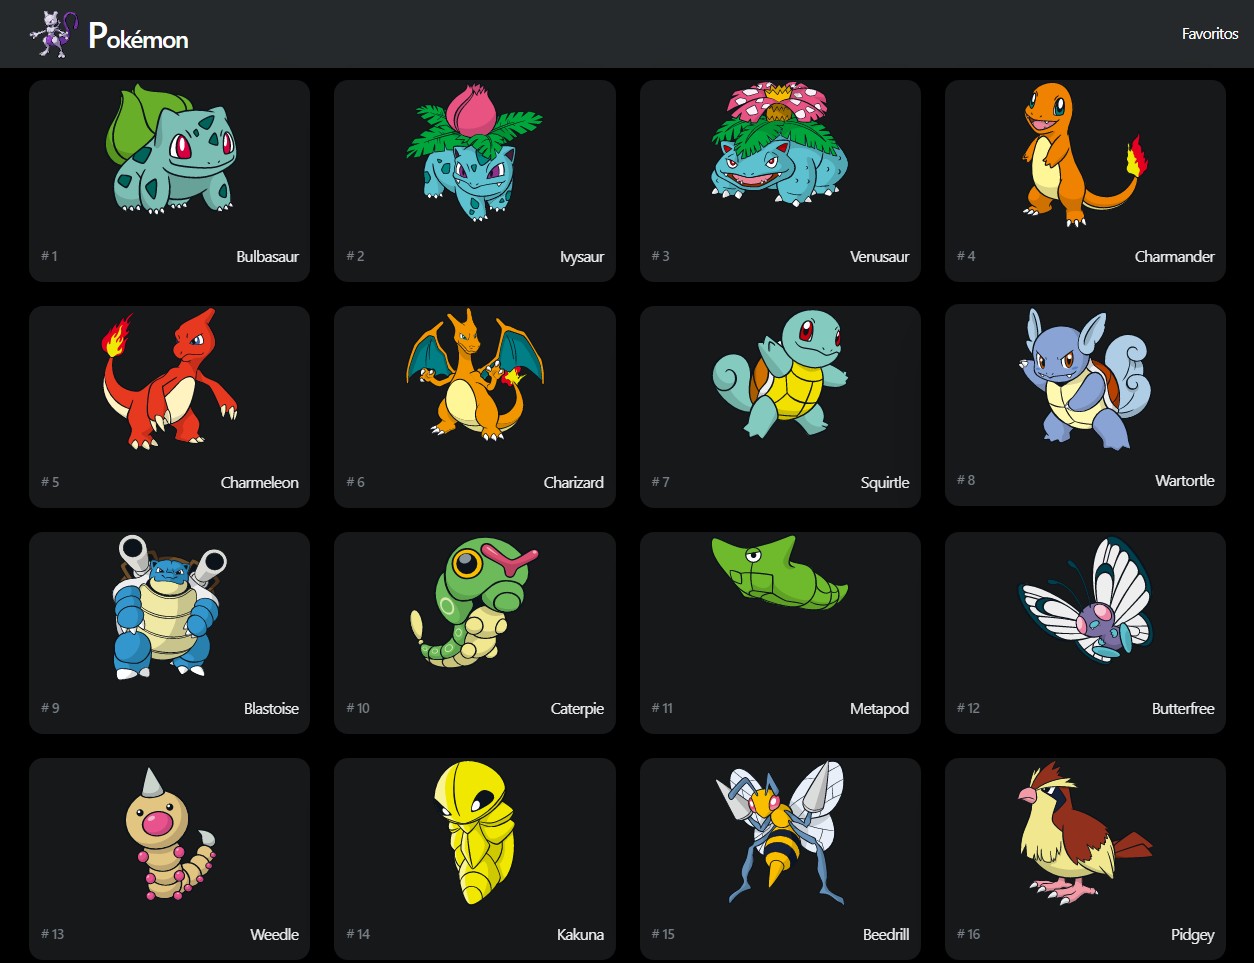 Pokémon
Favoritos
#1 Bulbasaur
#2 Ivysaur
#3 Venusaur
#4 Charmander
#5 Charmeleon
#6 Charizard
#7 Squirtle
#8 Wartortle
#9 Blastoise
#10 Caterpie
#11 Metapod
#12 Butterfree
#13 Weedle
#14 Kakuna
#15 Beedrill
#16 Pidgey